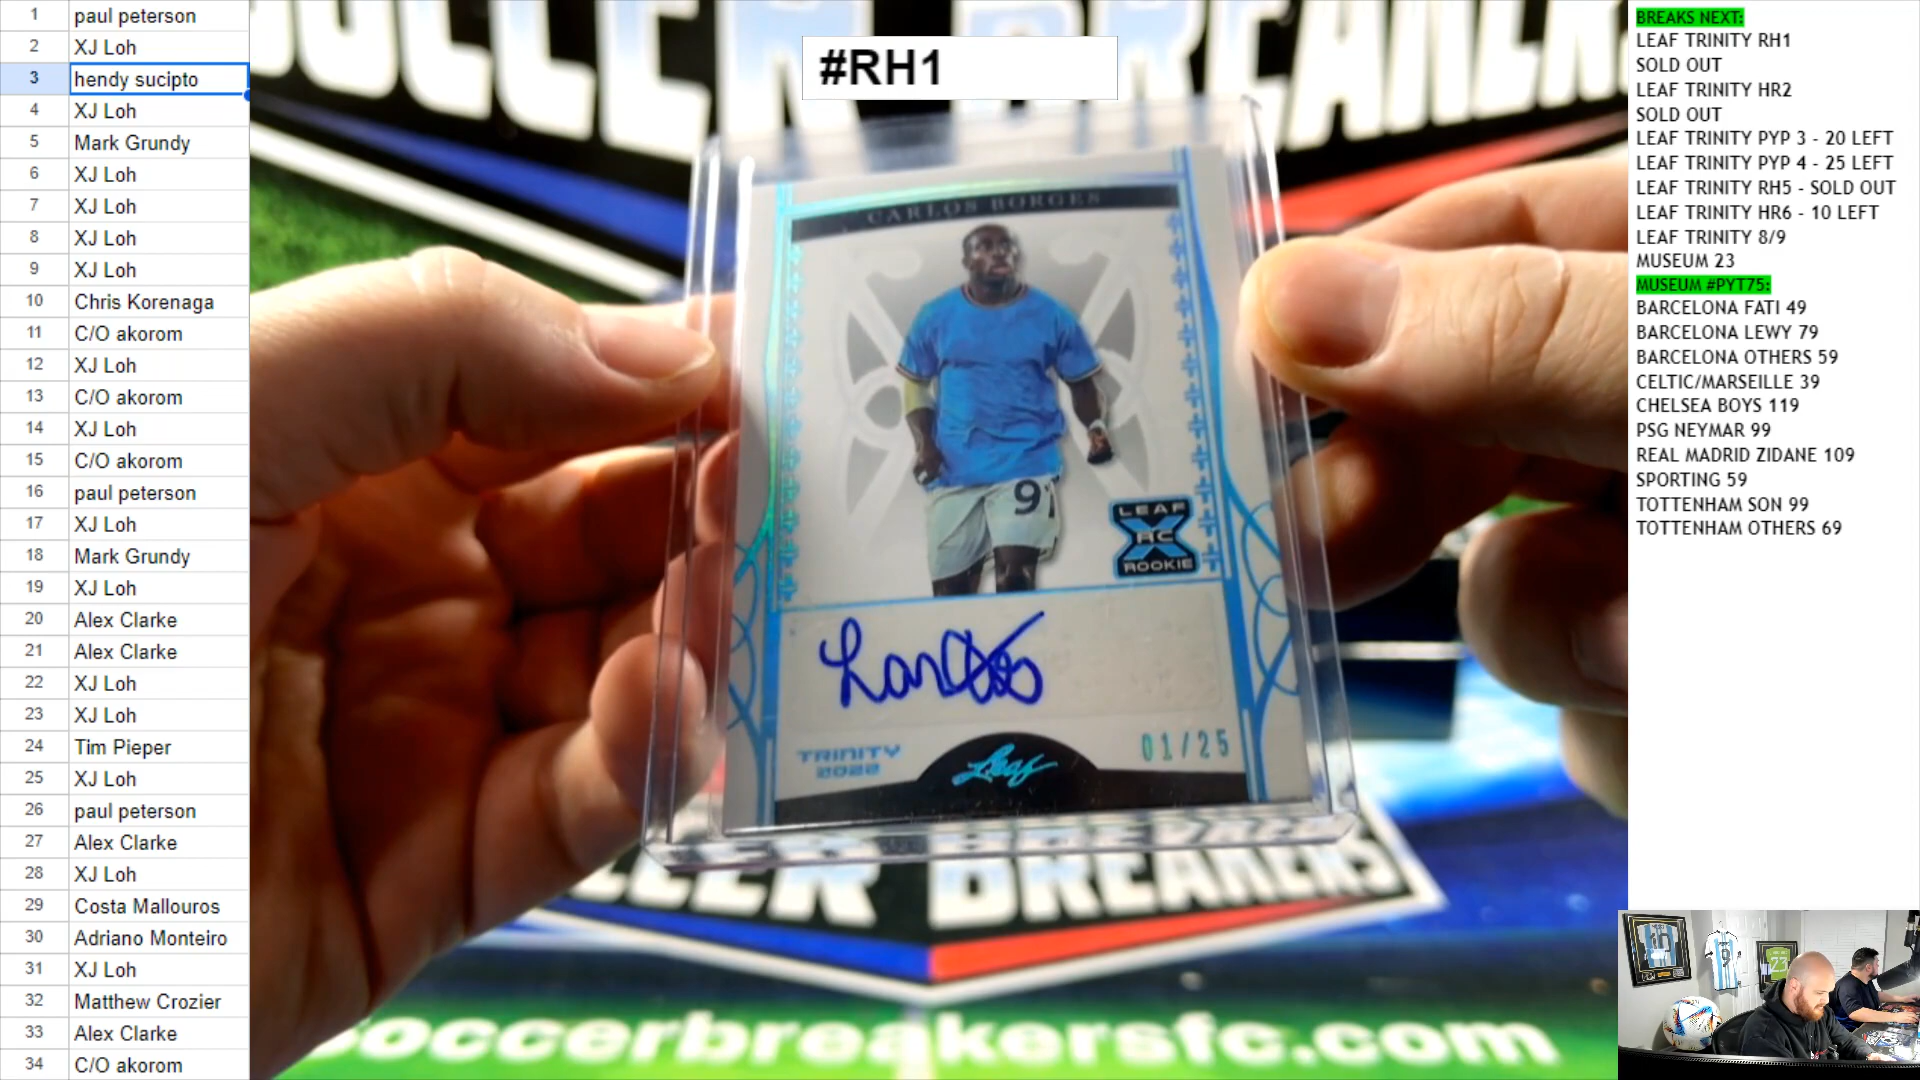 1 paul peterson
2 XJ Loh
3 hendy sucipto
4 XJ Loh
5 Mark Grundy
6 XJ Loh
7 XJ Loh
8 XJ Loh
9 XJ Loh
10 Chris Korenaga
11 C/O akorom
12 XJ Loh
13 C/O akorom
14 XJ Loh
15 C/O akorom
16 paul peterson
17 XJ Loh
18 Mark Grundy
19 XJ Loh
20 Alex Clarke
21 Alex Clarke
22 XJ Loh
23 XJ Loh
24 Tim Pieper
25 XJ Loh
26 paul peterson
27 Alex Clarke
28 XJ Loh
29 Costa Mallouros
30 Adriano Monteiro
31 XJ Loh
32 Matthew Crozier
33 Alex Clarke
34 C/O akorom
SOCCER BREAKERS
#RH1
CARLOS BORGES
9
LEAF
X
RC
ROOKIE
TRINITY
2022
Leaf
01/25
BREAKERS
soccerbreakersfc.com
BREAKS NEXT:
LEAF TRINITY RH1
SOLD OUT
LEAF TRINITY HR2
SOLD OUT
LEAF TRINITY PYP 3 - 20 LEFT
LEAF TRINITY PYP 4 - 25 LEFT
LEAF TRINITY RH5 - SOLD OUT
LEAF TRINITY HR6 - 10 LEFT
LEAF TRINITY 8/9
MUSEUM 23
MUSEUM #PYT75:
BARCELONA FATI 49
BARCELONA LEWY 79
BARCELONA OTHERS 59
CELTIC/MARSEILLE 39
CHELSEA BOYS 119
PSG NEYMAR 99
REAL MADRID ZIDANE 109
SPORTING 59
TOTTENHAM SON 99
TOTTENHAM OTHERS 69
10
9
23